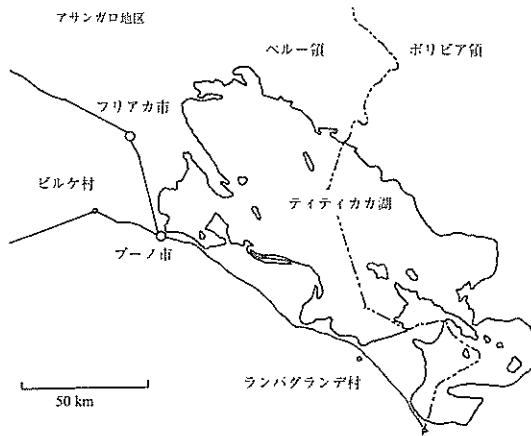 アサンガロ地区
ペルー領
ボリビア領
フリアカ市
ビルケ村
ティティカカ湖
プーノ市
ランパグランデ村
50 km